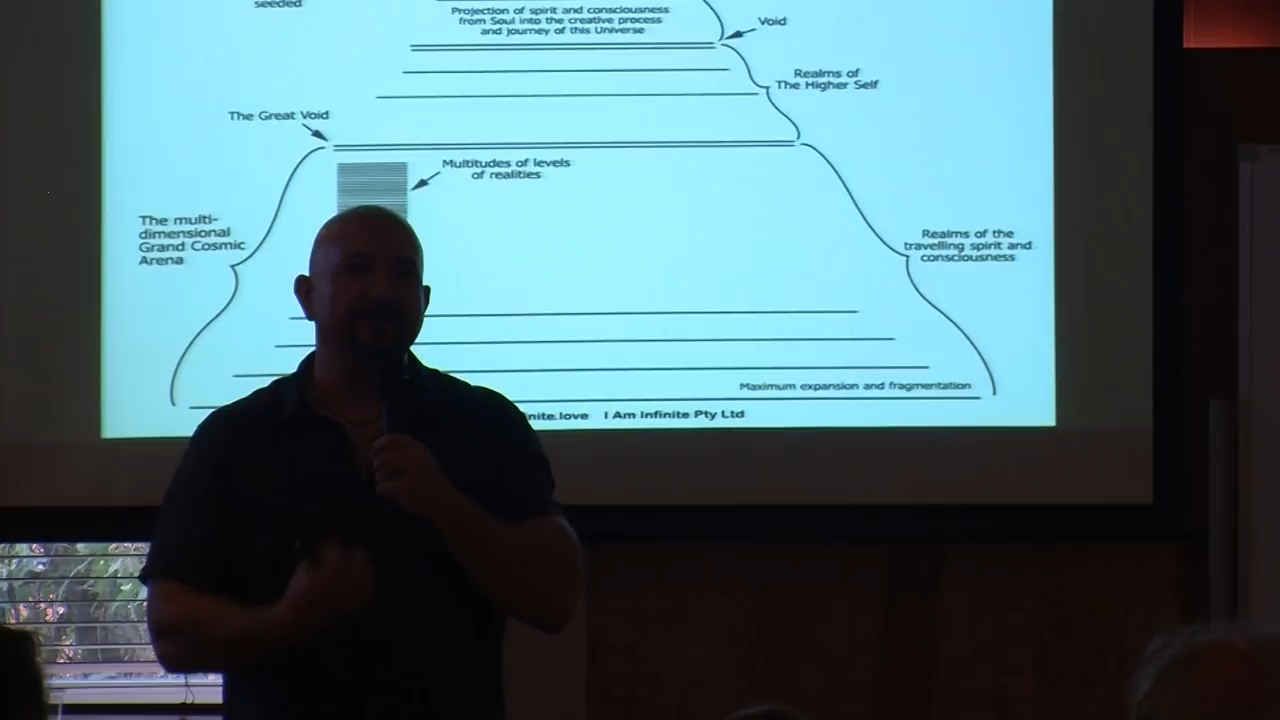 seeded
Projection of spirit and consciousness
from Soul into the creative process
and journey of this Universe
Void
Realms of
The Higher Self
The Great Void
Multitudes of levels
of realities
The multi-
dimensional
Grand Cosmic
Arena
Realms of the
travelling spirit and
consciousness
Maximum expansion and fragmentation
nite.love I Am Infinite Pty Ltd